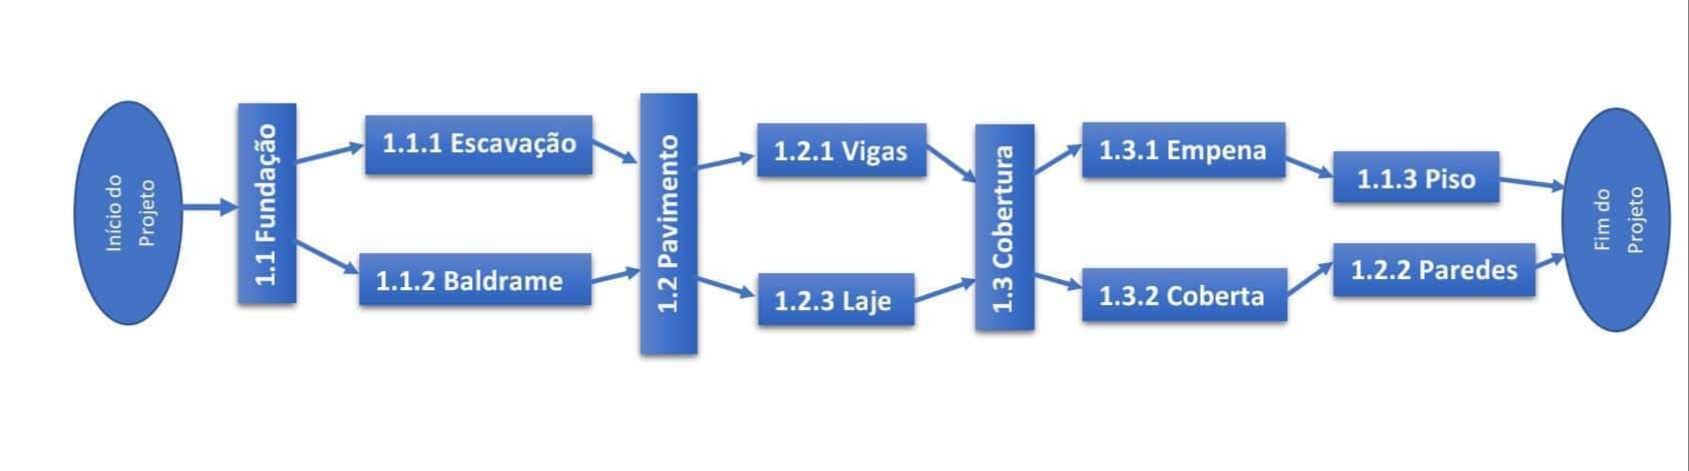 Início do
Projeto
1.1 Fundação
1.1.1 Escavação
1.1.2 Baldrame
1.2 Pavimento
1.2.1 Vigas
1.2.3 Laje
1.3 Cobertura
1.3.1 Empena
1.3.2 Coberta
1.1.3 Piso
1.2.2 Paredes
Fim do
Projeto